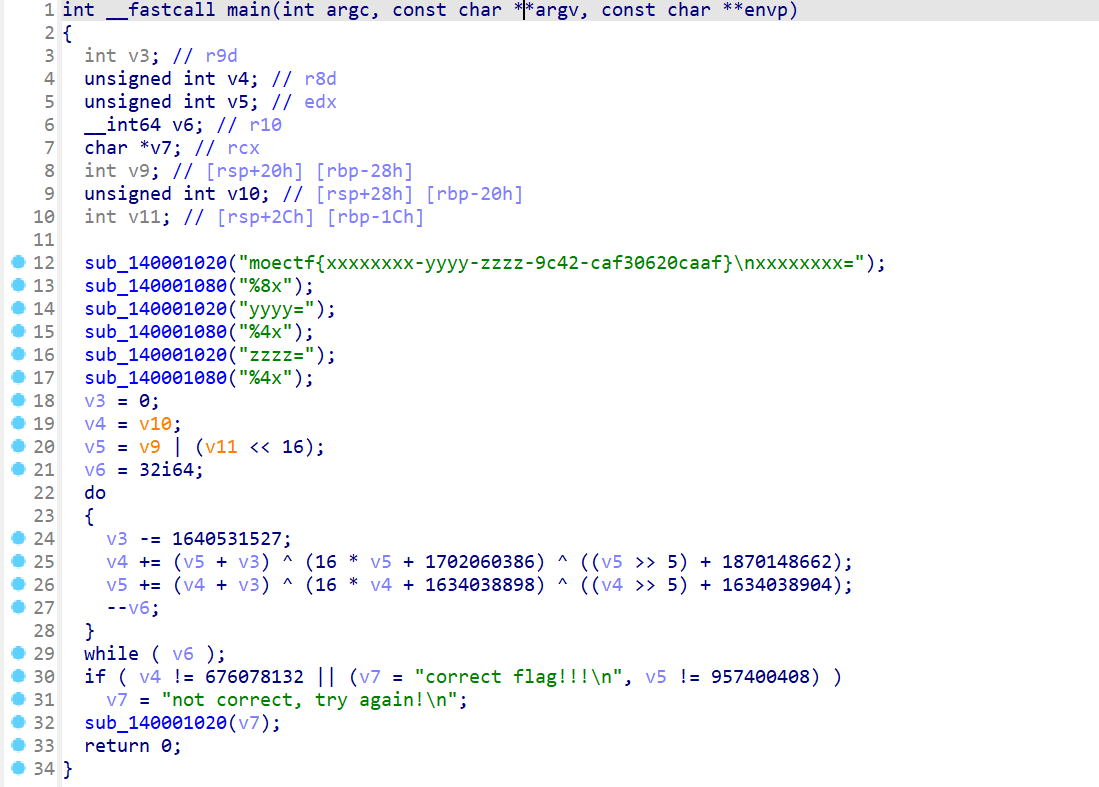 1 int __fastcall main(int argc, const char **argv, const char **envp)
2 {
3 int v3; // r9d
4 unsigned int v4; // r8d
5 unsigned int v5; // edx
6 __int64 v6; // r10
7 char *v7; // rcx
8 int v9; // [rsp+20h] [rbp-28h]
9 unsigned int v10; // [rsp+28h] [rbp-20h]
10 int v11; // [rsp+2Ch] [rbp-1Ch]
11
12 sub_140001020("moectf{xxxxxxxx-yyyy-zzzz-9c42-caf30620caaf}\nxxxxxxxx=");
13 sub_140001080("%8x");
14 sub_140001020("yyyy=");
15 sub_140001080("%4x");
16 sub_140001020("zzzz=");
17 sub_140001080("%4x");
18 v3 = 0;
19 v4 = v10;
20 v5 = v9 | (v11 << 16);
21 v6 = 32i64;
22 do
23 {
24 v3 -= 1640531527;
25 v4 += (v5 + v3) ^ (16 * v5 + 1702060386) ^ ((v5 >> 5) + 1870148662);
26 v5 += (v4 + v3) ^ (16 * v4 + 1634038898) ^ ((v4 >> 5) + 1634038904);
27 --v6;
28 }
29 while ( v6 );
30 if ( v4 != 676078132 || (v7 = "correct flag!!!\n", v5 != 957400408) )
31 v7 = "not correct, try again!\n";
32 sub_140001020(v7);
33 return 0;
34 }